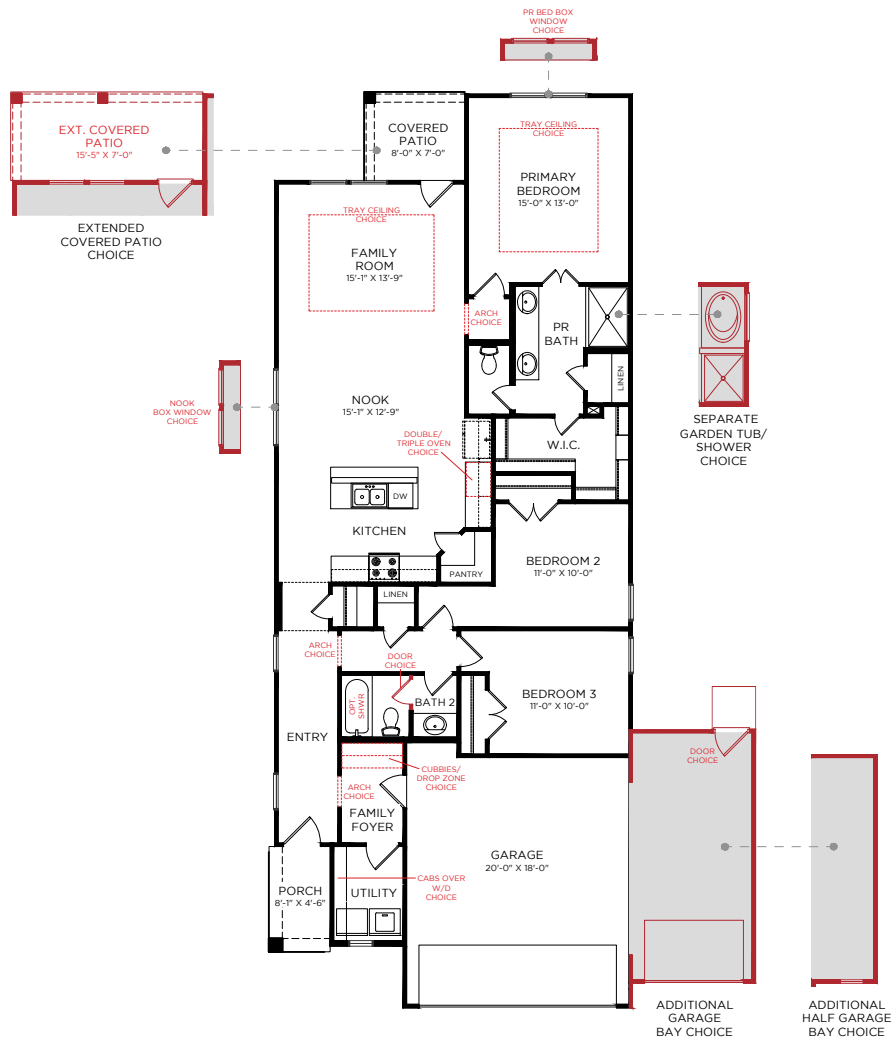 PR BED BOX
WINDOW
CHOICE
EXT. COVERED
PATIO
15'-5" X 7'-0"
COVERED
PATIO
8'-0" X 7'-0"
TRAY CEILING
CHOICE
PRIMARY
BEDROOM
15'-0" X 13'-0"
EXTENDED
COVERED PATIO
CHOICE
TRAY CEILING
CHOICE
FAMILY
ROOM
15'-1" X 13'-9"
ARCH
CHOICE
PR
BATH
LINEN
SEPARATE
GARDEN TUB/
SHOWER
CHOICE
NOOK
BOX WINDOW
CHOICE
NOOK
15'-1" X 12'-9"
DOUBLE/
TRIPLE OVEN
CHOICE
W.I.C.
DW
KITCHEN
PANTRY
BEDROOM 2
11'-0" X 10'-0"
LINEN
ARCH
CHOICE
DOOR
CHOICE
OPT.
SHWR
BATH 2
BEDROOM 3
11'-0" X 10'-0"
ENTRY
CUBBIES/
DROP ZONE
CHOICE
ARCH
CHOICE
FAMILY
FOYER
DOOR
CHOICE
GARAGE
20'-0" X 18'-0"
PORCH
8'-1" X 4'-6"
CABS OVER
W/D
CHOICE
UTILITY
ADDITIONAL
GARAGE
BAY CHOICE
ADDITIONAL
HALF GARAGE
BAY CHOICE